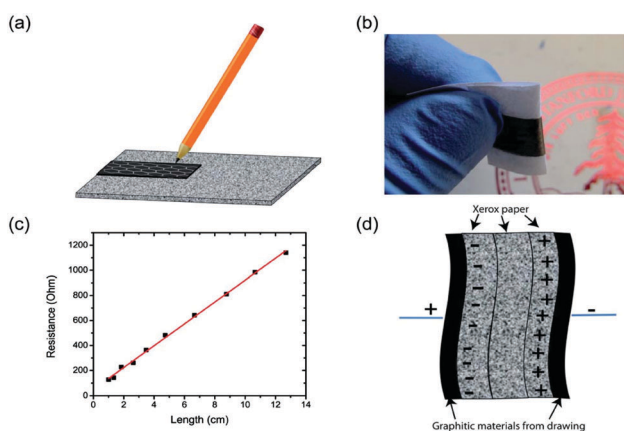 (a)
(b)
(c)
1200
1000
800
600
400
200
0
Resistance (Ohm)
0 2 4 6 8 10 12 14
Length (cm)
(d)
Xerox paper
+
-
Graphitic materials from drawing